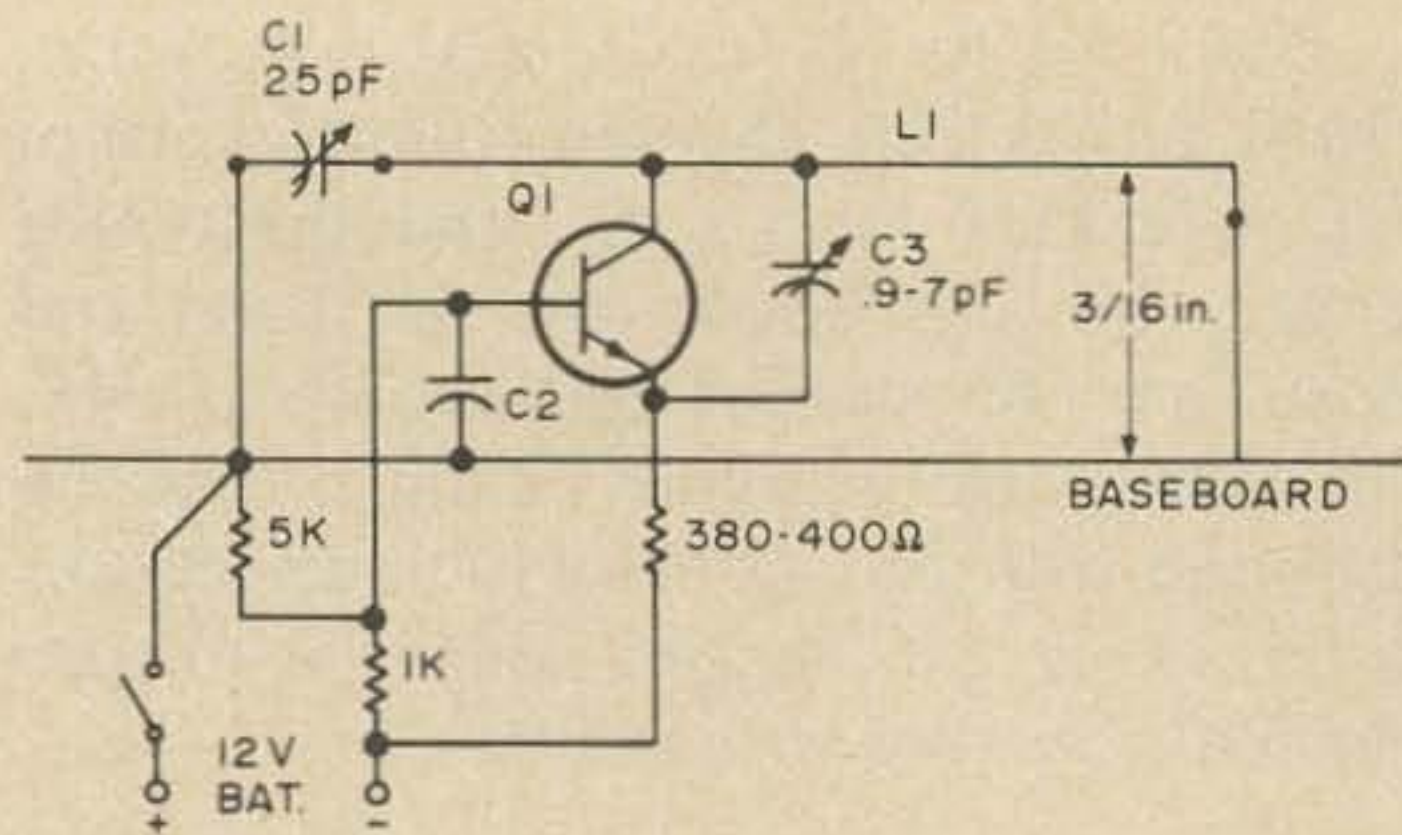 C1
25pF
L1
Q1
C3
.9-7pF
3/16 in.
C2
BASEBOARD
5K
380-400Ω
1K
12V
BAT.
+
-